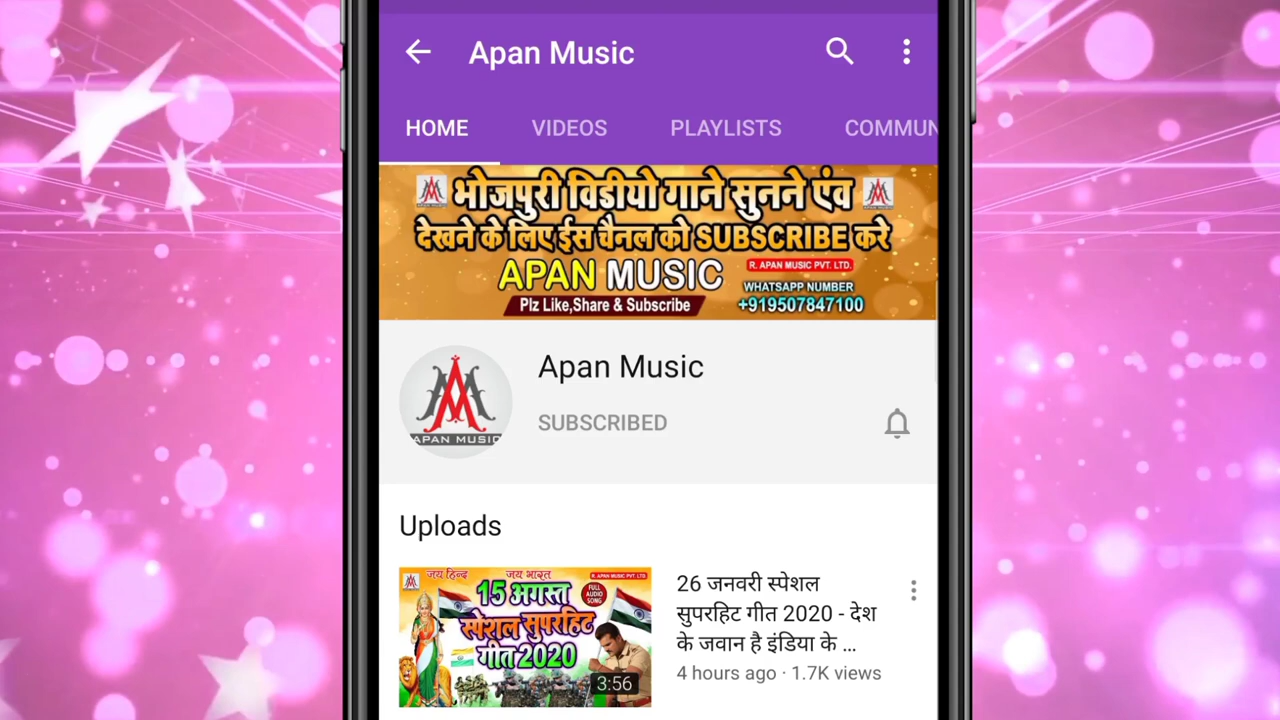 Apan Music
HOME VIDEOS PLAYLISTS COMMUN
भोजपुरी विडीयो गाने सुनने एंव
देखने के लिए ईस चैनल को SUBSCRIBE करे
APAN MUSIC
R. APAN MUSIC PVT. LTD.
WHATSAPP NUMBER
+919507847100
Plz Like,Share & Subscribe
Apan Music
SUBSCRIBED
APAN MUSIC
Uploads
जय हिन्द जय भारत
R. APAN MUSIC PVT. LTD
15 अगस्त
FULL
AUDIO
SONG
स्पेशल सुपरहिट
गीत 2020
3:56
26 जनवरी स्पेशल
सुपरहिट गीत 2020 - देश
के जवान है इंडिया के ...
4 hours ago · 1.7K views